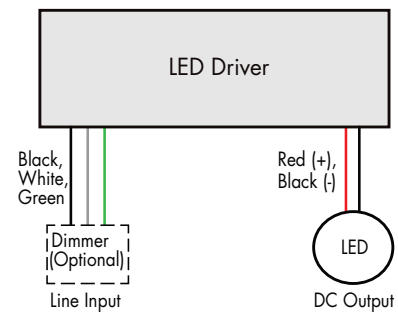 LED Driver
Black,
White,
Green
Red (+),
Black (-)
Dimmer
(Optional)
LED
Line Input
DC Output